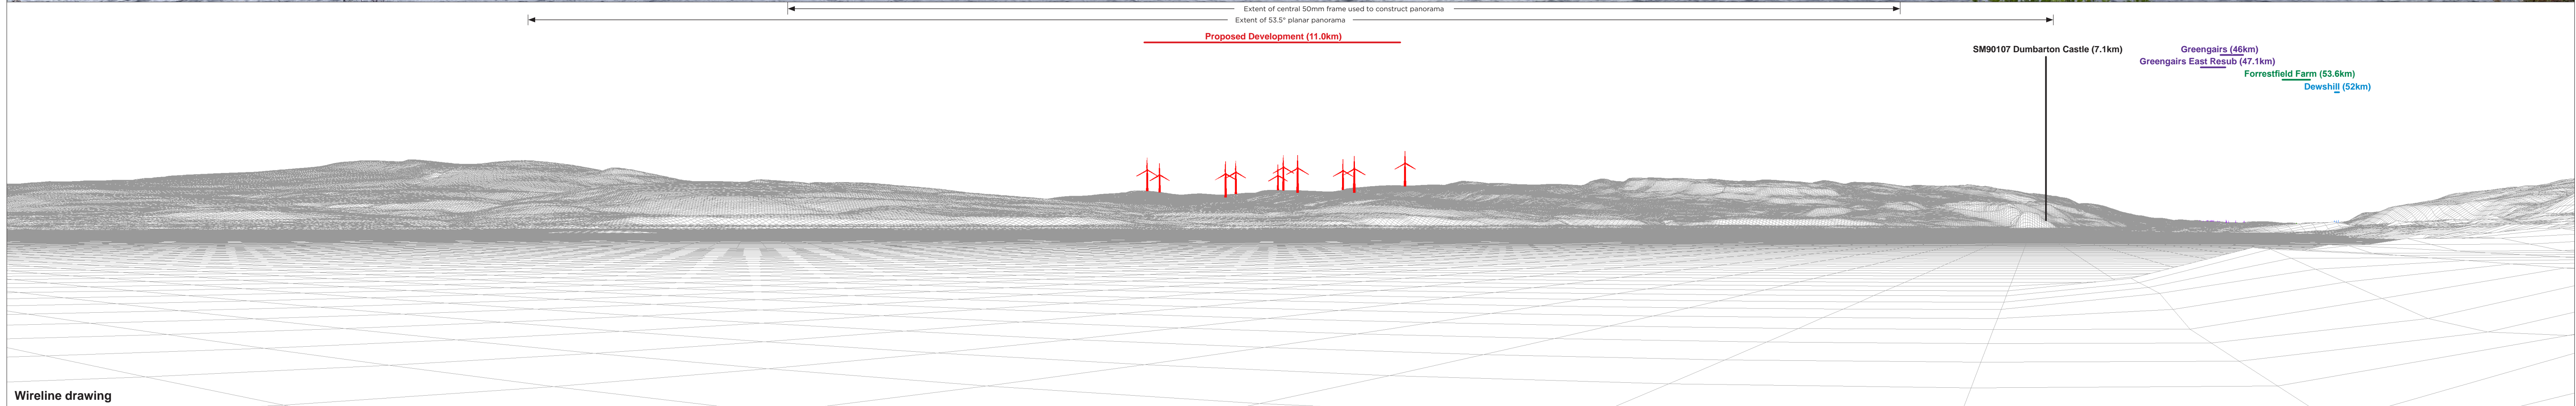 Extent of central 50mm frame used to construct panorama
Extent of 53.5° planar panorama
Proposed Development (11.0km)
SM90107 Dumbarton Castle (7.1km)
Greengairs (46km)
Greengairs East Resub (47.1km)
Forrestfield Farm (53.6km)
Dewshill (52km)
Wireline drawing